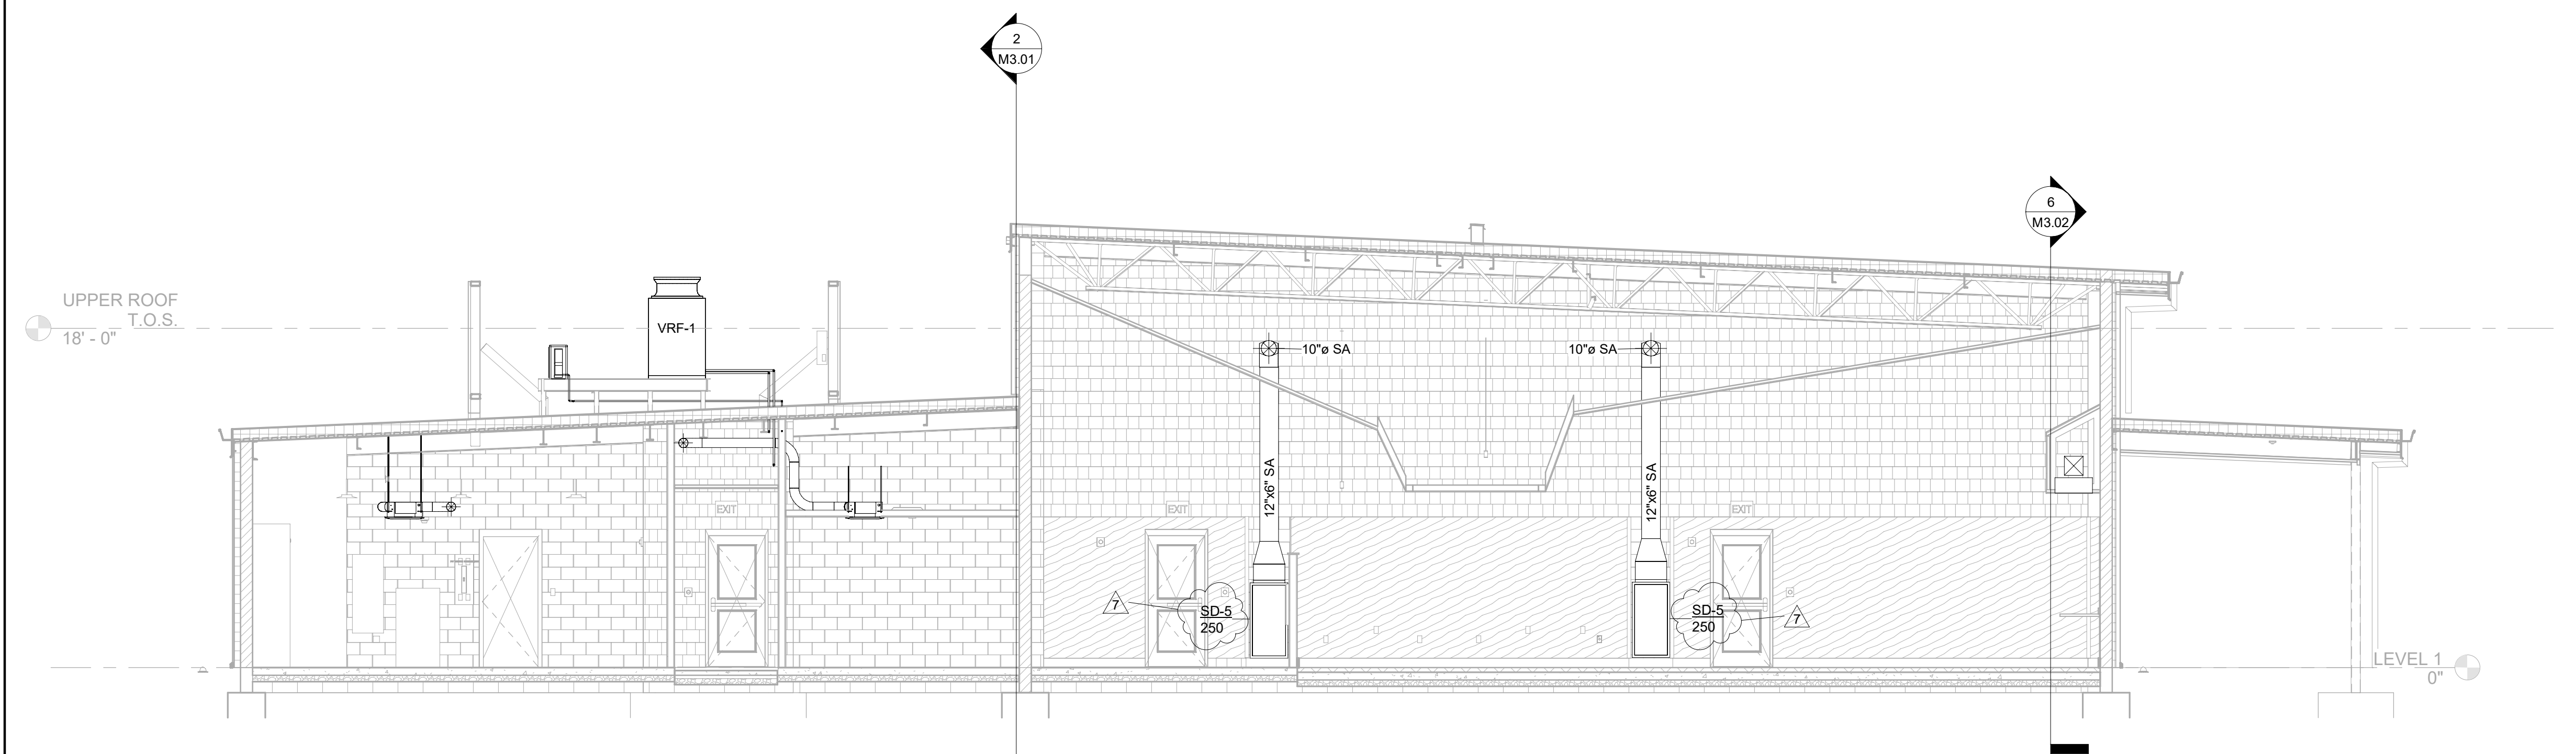 2
M3.01
6
M3.02
UPPER ROOF
T.O.S.
18' - 0"
VRF-1
10"ø SA
10"ø SA
12"x6" SA
12"x6" SA
EXIT
EXIT
EXIT
7
SD-5
250
SD-5
250
7
LEVEL 1
0"